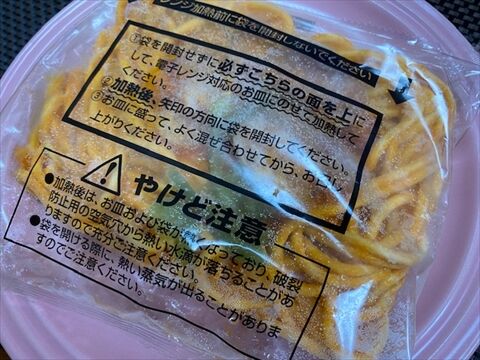 レンジ加熱前に袋を開封しないでください
①袋を開封せずに必ずこちらの面を上に
して、電子レンジ対応のお皿にのせて加熱して
ください。
②加熱後、矢印の方向に袋を開封してください。
③お皿に盛って、よく混ぜ合わせてから、お召し
上がりください。
やけど注意
●加熱後は、お皿および袋が熱くなっており、破裂
防止用の空気穴から熱い水滴が落ちることがあ
りますので充分ご注意ください。
●袋を開ける際に、熱い蒸気が出ることがありま
すのでご注意ください。